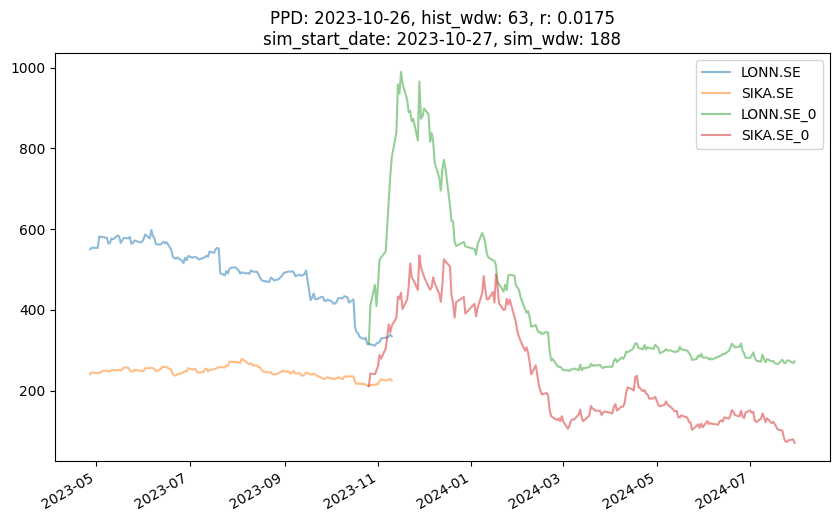 PPD: 2023-10-26, hist_wdw: 63, r: 0.0175
sim_start_date: 2023-10-27, sim_wdw: 188
LONN.SE
SIKA.SE
LONN.SE_0
SIKA.SE_0
1000
800
600
400
200
2023-05
2023-07
2023-09
2023-11
2024-01
2024-03
2024-05
2024-07